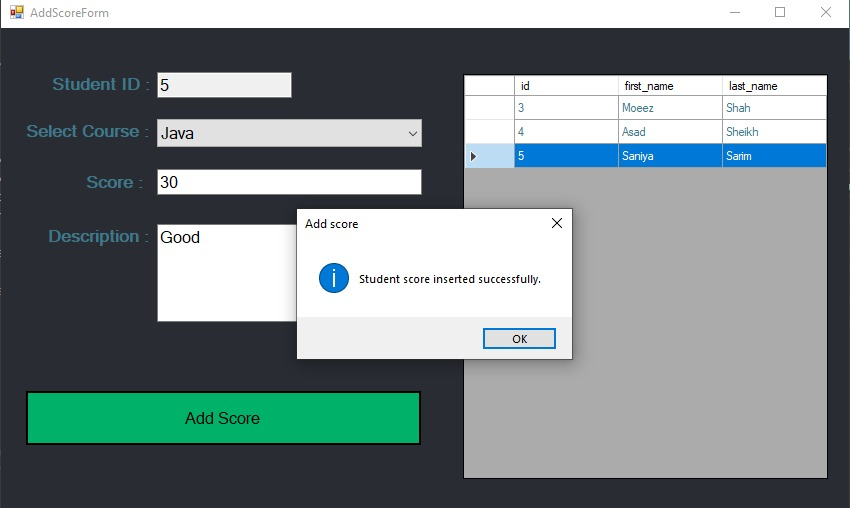 AddScoreForm
Student ID : 5
Select Course : Java
Score : 30
Description : Good
Add Score
id first_name last_name
3 Moeez Shah
4 Asad Sheikh
5 Saniya Sarim
Add score
Student score inserted successfully.
OK